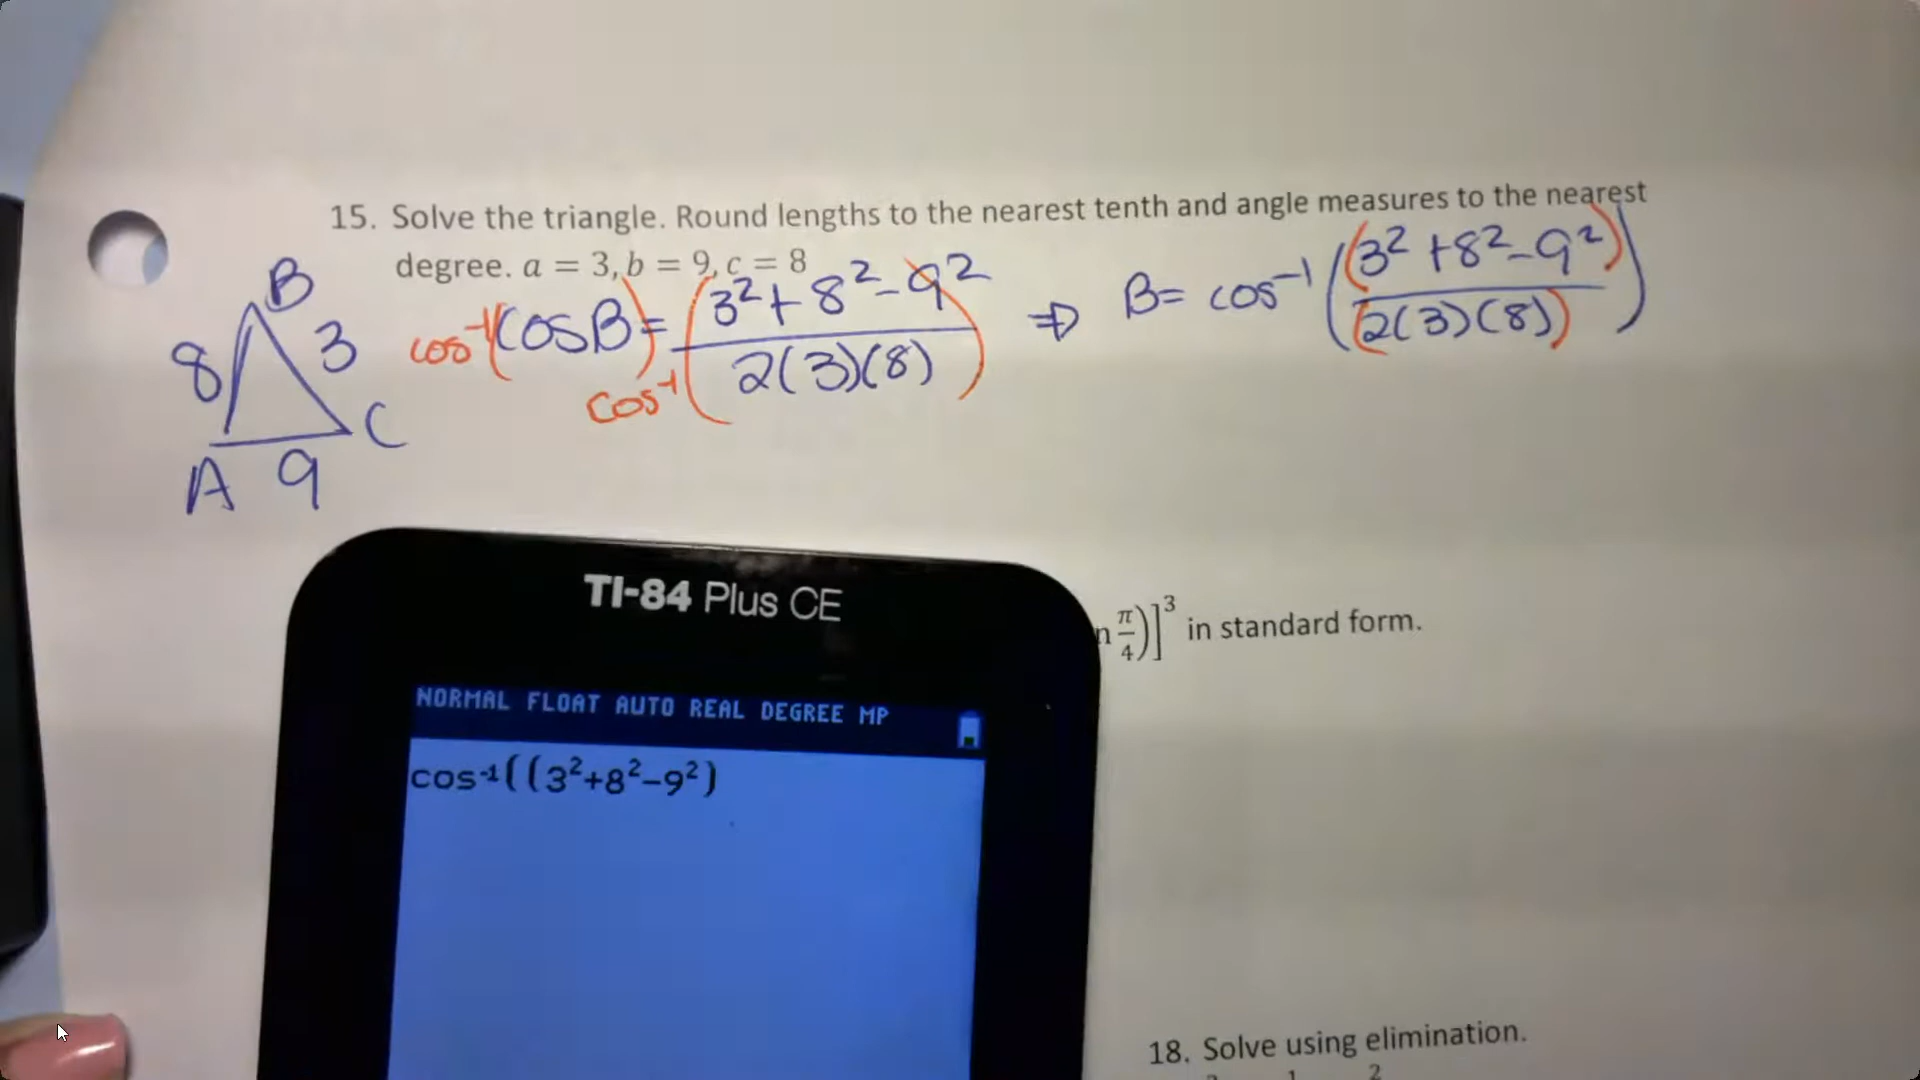 15. Solve the triangle. Round lengths to the nearest tenth and angle measures to the nearest
degree. a = 3, b = 9, c = 8
B
8
3
C
A 9
cos⁻¹(cosB) = cos⁻¹((3² + 8² - 9²)/(2(3)(8))) ⇒ B = cos⁻¹((3² + 8² - 9²)/(2(3)(8)))
TI-84 Plus CE
NORMAL FLOAT AUTO REAL DEGREE MP
cos⁻¹((3²+8²-9²)
n π/4)]³ in standard form.
18. Solve using elimination.